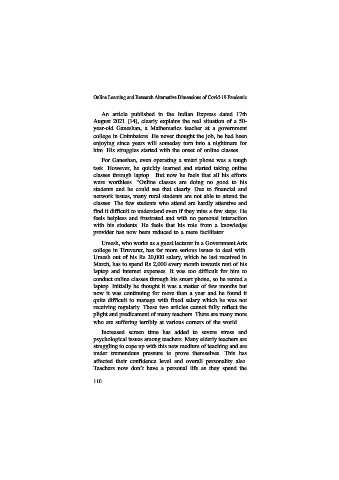 Online Learning and Research Alternative Dimensions of Covid-19 Pandemic
An article published in the Indian Express dated 17th
August 2021 [14], clearly explains the real situation of a 50-
year-old Ganeshan, a Mathematics teacher at a government
college in Coimbatore. He never thought the job, he had been
enjoying since years will someday turn into a nightmare for
him. His struggles started with the onset of online classes.
For Ganeshan, even operating a smart phone was a tough
task. However, he quickly learned and started taking online
classes through laptop. But now he feels that all his efforts
were worthless. "Online classes are doing no good to his
students and he could see that clearly. Due to financial and
network issues, many rural students are not able to attend the
classes. The few students who attend are hardly attentive and
find it difficult to understand even if they miss a few steps. He
feels helpless and frustrated and with no personal interaction
with his students. He feels that his role from a knowledge
provider has now been reduced to a mere facilitator.
Umesh, who works as a guest lecturer in a Government Arts
college in Tiruvarur, has far more serious issues to deal with.
Umesh out of his Rs 20,000 salary, which he last received in
March, has to spend Rs 2,000 every month towards rent of his
laptop and internet expenses. It was too difficult for him to
conduct online classes through his smart phone, so he rented a
laptop. Initially he thought it was a matter of few months but
now it was continuing for more than a year and he found it
quite difficult to manage with fixed salary which he was not
receiving regularly. These two articles cannot fully reflect the
plight and predicament of many teachers. There are many more
who are suffering terribly at various corners of the world.
Increased screen time has added to severe stress and
psychological issues among teachers. Many elderly teachers are
struggling to cope up with this new medium of teaching and are
under tremendous pressure to prove themselves. This has
affected their confidence level and overall personality also.
Teachers now don't have a personal life as they spend the
110